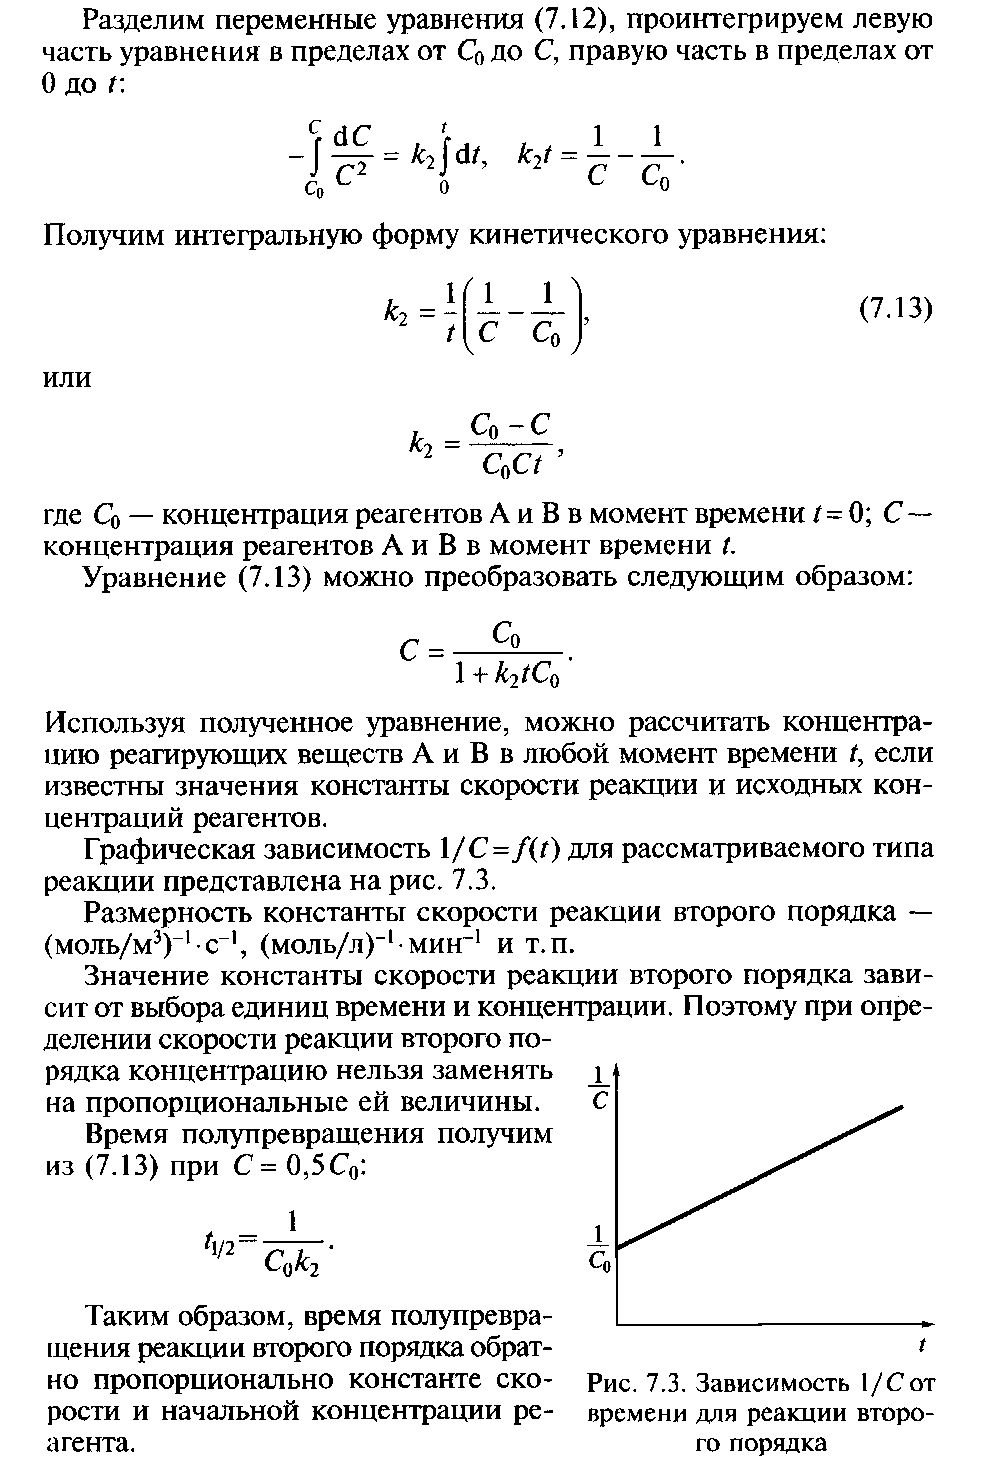 Разделим переменные уравнения (7.12), проинтегрируем левую
часть уравнения в пределах от C₀ до C, правую часть в пределах от
0 до t:
-∫_{C₀}^{C} dC/C² = k₂∫_{0}^{t} dt, k₂t = 1/C - 1/C₀.
Получим интегральную форму кинетического уравнения:
k₂ = 1/t (1/C - 1/C₀), (7.13)
или
k₂ = (C₀ - C)/(C₀Ct),
где C₀ — концентрация реагентов А и В в момент времени t = 0; C —
концентрация реагентов А и В в момент времени t.
Уравнение (7.13) можно преобразовать следующим образом:
C = C₀/(1 + k₂tC₀).
Используя полученное уравнение, можно рассчитать концентра-
цию реагирующих веществ А и В в любой момент времени t, если
известны значения константы скорости реакции и исходных кон-
центраций реагентов.
Графическая зависимость 1/C = f(t) для рассматриваемого типа
реакции представлена на рис. 7.3.
Размерность константы скорости реакции второго порядка —
(моль/м³)⁻¹·с⁻¹, (моль/л)⁻¹·мин⁻¹ и т.п.
Значение константы скорости реакции второго порядка зави-
сит от выбора единиц времени и концентрации. Поэтому при опре-
делении скорости реакции второго по-
рядка концентрацию нельзя заменять
на пропорциональные ей величины.
Время полупревращения получим
из (7.13) при C = 0,5C₀:
t₁/₂ = 1/(C₀k₂).
Таким образом, время полупревра-
щения реакции второго порядка обрат-
но пропорционально константе ско-
рости и начальной концентрации ре-
агента.
1/C
1/C₀
t
Рис. 7.3. Зависимость 1/C от
времени для реакции второ-
го порядка